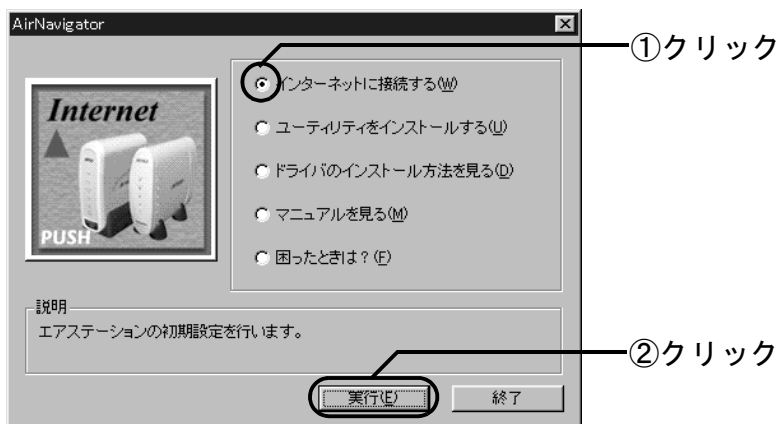 AirNavigator
①クリック
インターネットに接続する(W)
Internet
ユーティリティをインストールする(U)
ドライバのインストール方法を見る(D)
マニュアルを見る(M)
PUSH
困ったときは？(F)
説明
エアステーションの初期設定を行います。
②クリック
実行(E)
終了